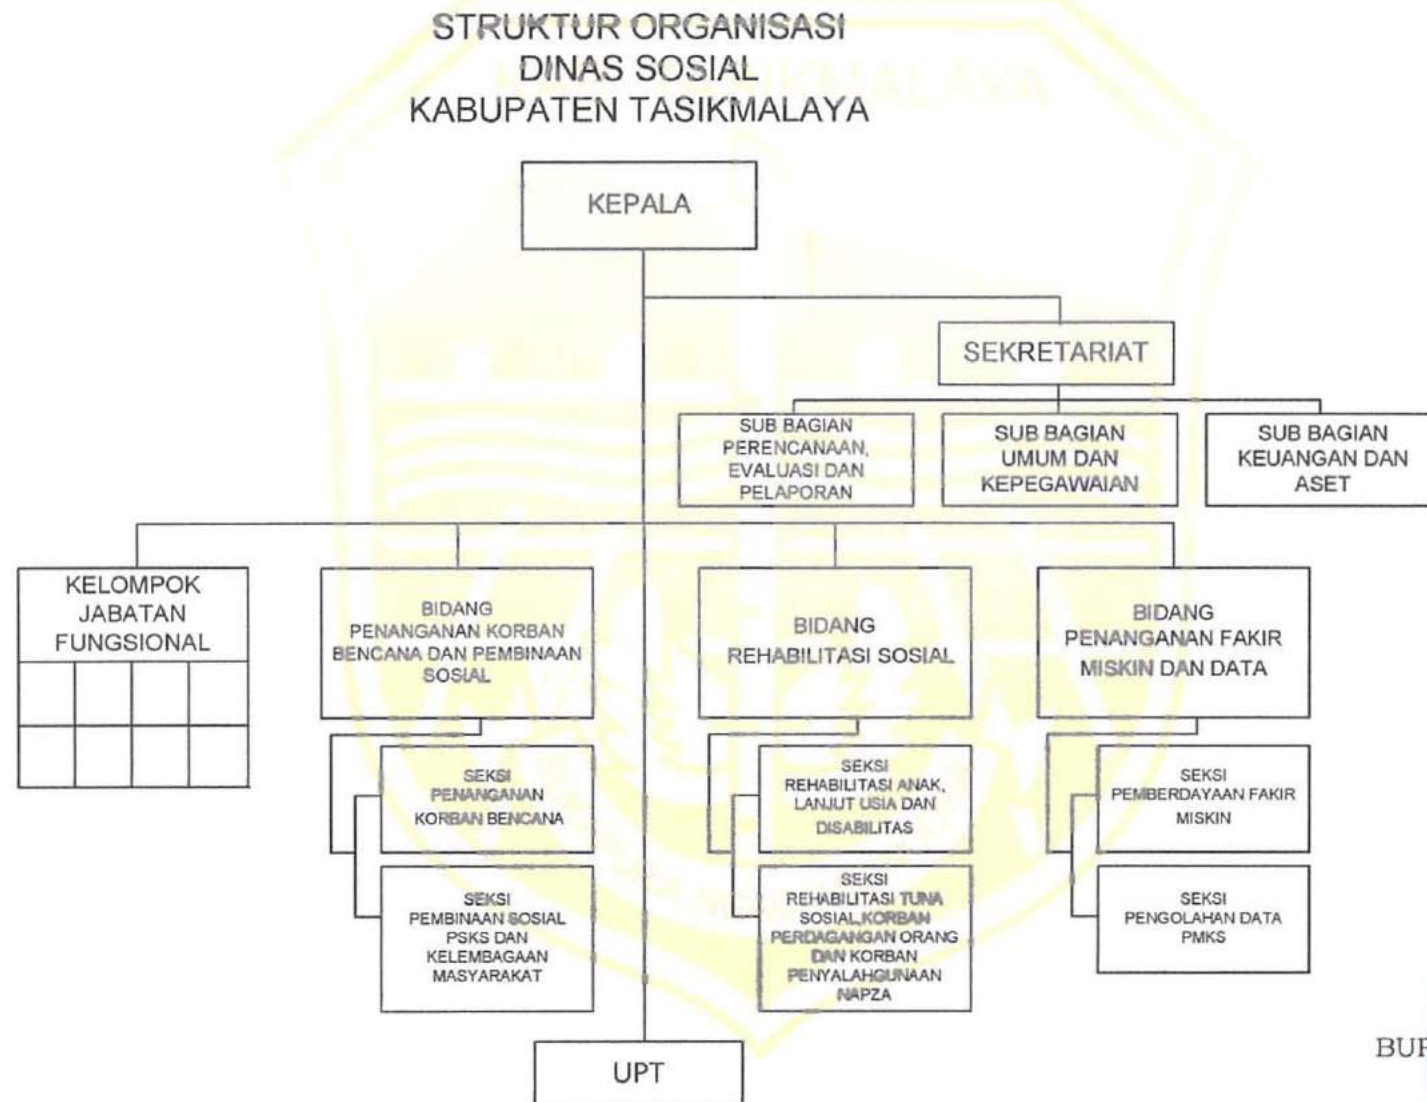 STRUKTUR ORGANISASI
DINAS SOSIAL
KABUPATEN TASIKMALAYA
KEPALA
SEKRETARIAT
SUB BAGIAN
PERENCANAAN,
EVALUASI DAN
PELAPORAN
SUB BAGIAN
UMUM DAN
KEPEGAWAIAN
SUB BAGIAN
KEUANGAN DAN
ASET
KELOMPOK
JABATAN
FUNGSIONAL
BIDANG
PENANGANAN KORBAN
BENCANA DAN PEMBINAAN
SOSIAL
BIDANG
REHABILITASI SOSIAL
BIDANG
PENANGANAN FAKIR
MISKIN DAN DATA
SEKSI
PENANGANAN
KORBAN BENCANA
SEKSI
PEMBINAAN SOSIAL
PSKS DAN
KELEMBAGAAN
MASYARAKAT
SEKSI
REHABILITASI ANAK,
LANJUT USIA DAN
DISABILITAS
SEKSI
REHABILITASI TUNA
SOSIAL,KORBAN
PERDAGANGAN ORANG
DAN KORBAN
PENYALAHGUNAAN
NAPZA
SEKSI
PEMBERDAYAAN FAKIR
MISKIN
SEKSI
PENGOLAHAN DATA
PMKS
UPT